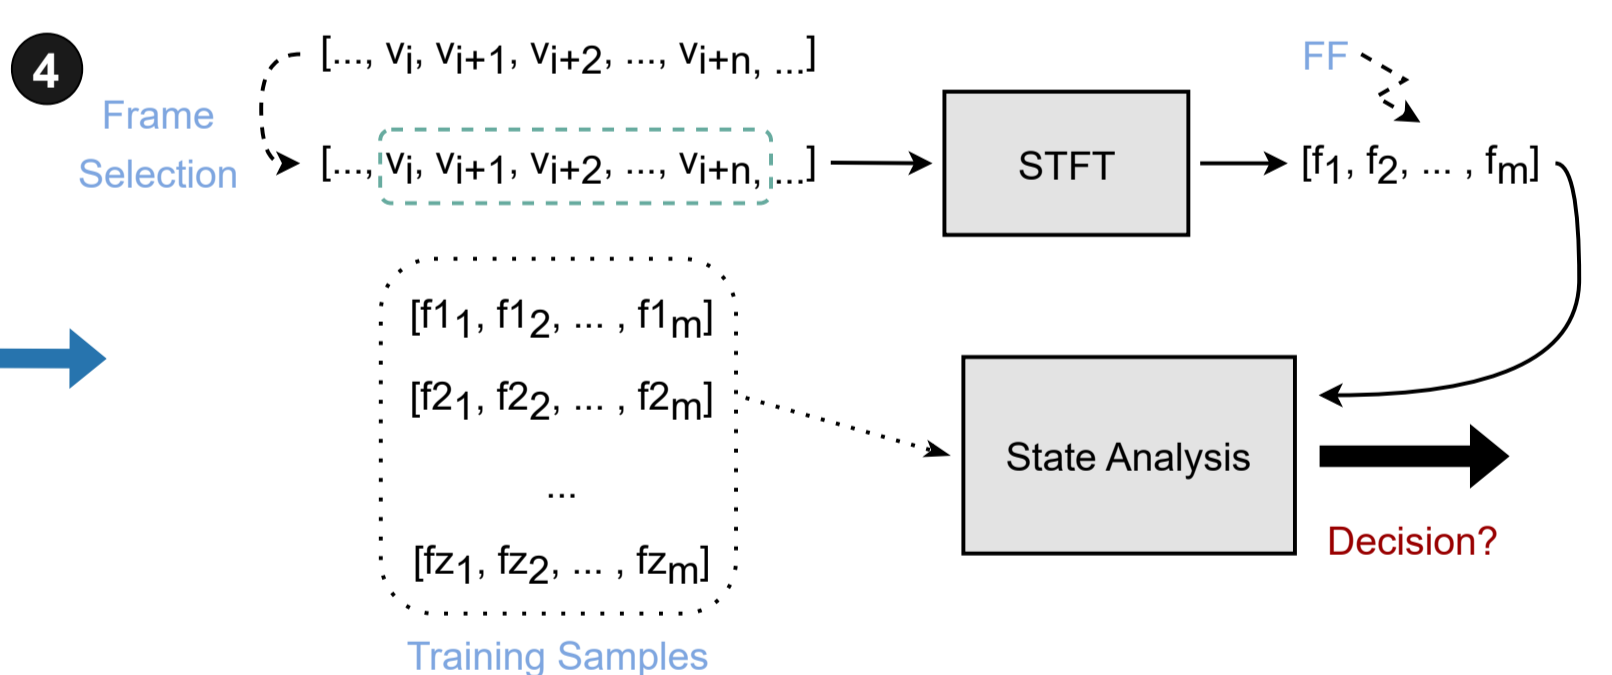 4
[..., vi, vi+1, vi+2, ..., vi+n, ...]
FF
Frame
Selection
[..., vi, vi+1, vi+2, ..., vi+n, ...]
STFT
[f1, f2, ... , fm]
[f11, f12, ... , f1m]
[f21, f22, ... , f2m]
...
[fz1, fz2, ... , fzm]
State Analysis
Decision?
Training Samples